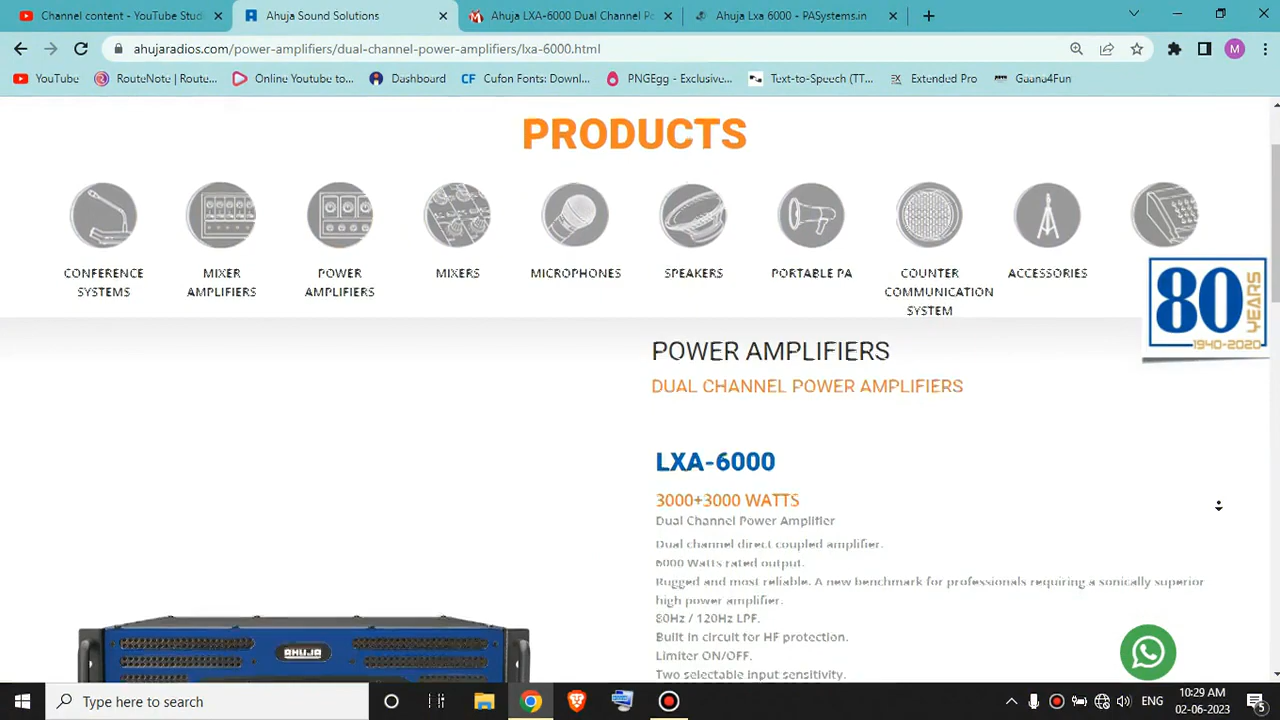 Channel content - YouTube Studi
Ahuja Sound Solutions
Ahuja LXA-6000 Dual Channel Po
Ahuja Lxa 6000 - PASystems.in
ahujaradios.com/power-amplifiers/dual-channel-power-amplifiers/lxa-6000.html
M
YouTube
RouteNote | Route...
Online Youtube to...
Dashboard
CF Cufon Fonts: Downl...
PNGEgg - Exclusive...
Text-to-Speech (TT...
Extended Pro
Gaana4Fun
PRODUCTS
CONFERENCE
SYSTEMS
MIXER
AMPLIFIERS
POWER
AMPLIFIERS
MIXERS
MICROPHONES
SPEAKERS
PORTABLE PA
COUNTER
COMMUNICATION
SYSTEM
ACCESSORIES
80 YEARS
1940-2020
POWER AMPLIFIERS
DUAL CHANNEL POWER AMPLIFIERS
LXA-6000
3000+3000 WATTS
Dual Channel Power Amplifier
Dual channel direct coupled amplifier.
6000 Watts rated output.
Rugged and most reliable. A new benchmark for professionals requiring a sonically superior
high power amplifier.
80Hz / 120Hz LPF.
Built in circuit for HF protection.
Limiter ON/OFF.
Two selectable input sensitivity.
AHUJA
Type here to search
ENG
10:29 AM
02-06-2023
5